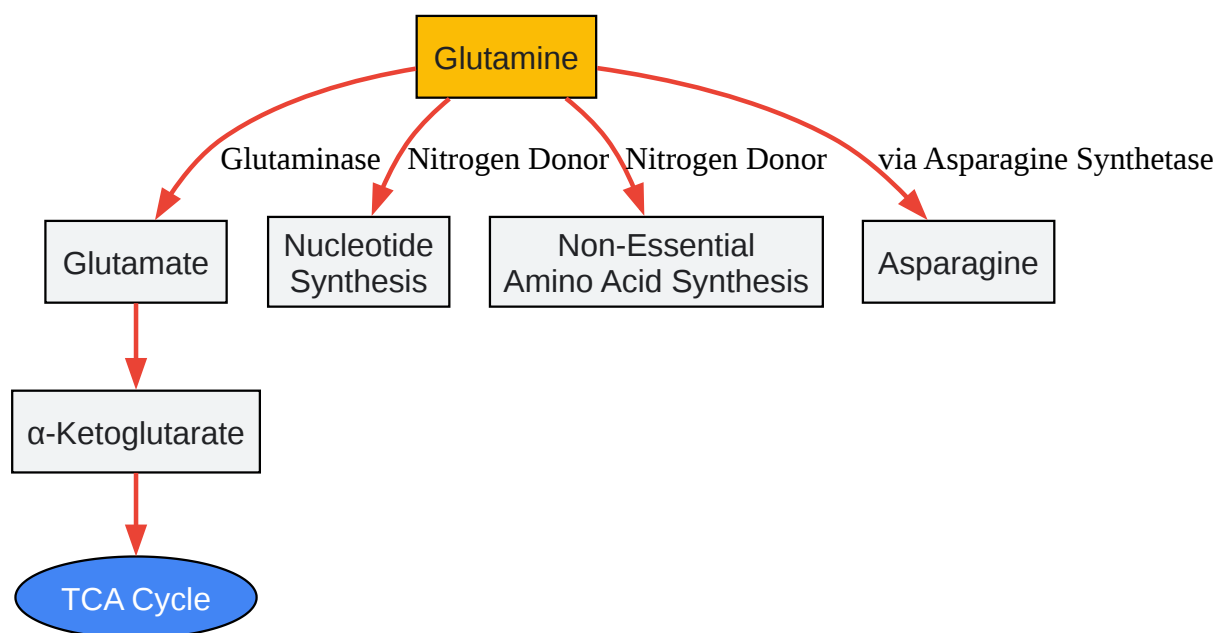 Glutamine
Glutaminase
Nitrogen Donor
Nitrogen Donor
via Asparagine Synthetase
Glutamate
Nucleotide
Synthesis
Non-Essential
Amino Acid Synthesis
Asparagine
α-Ketoglutarate
TCA Cycle